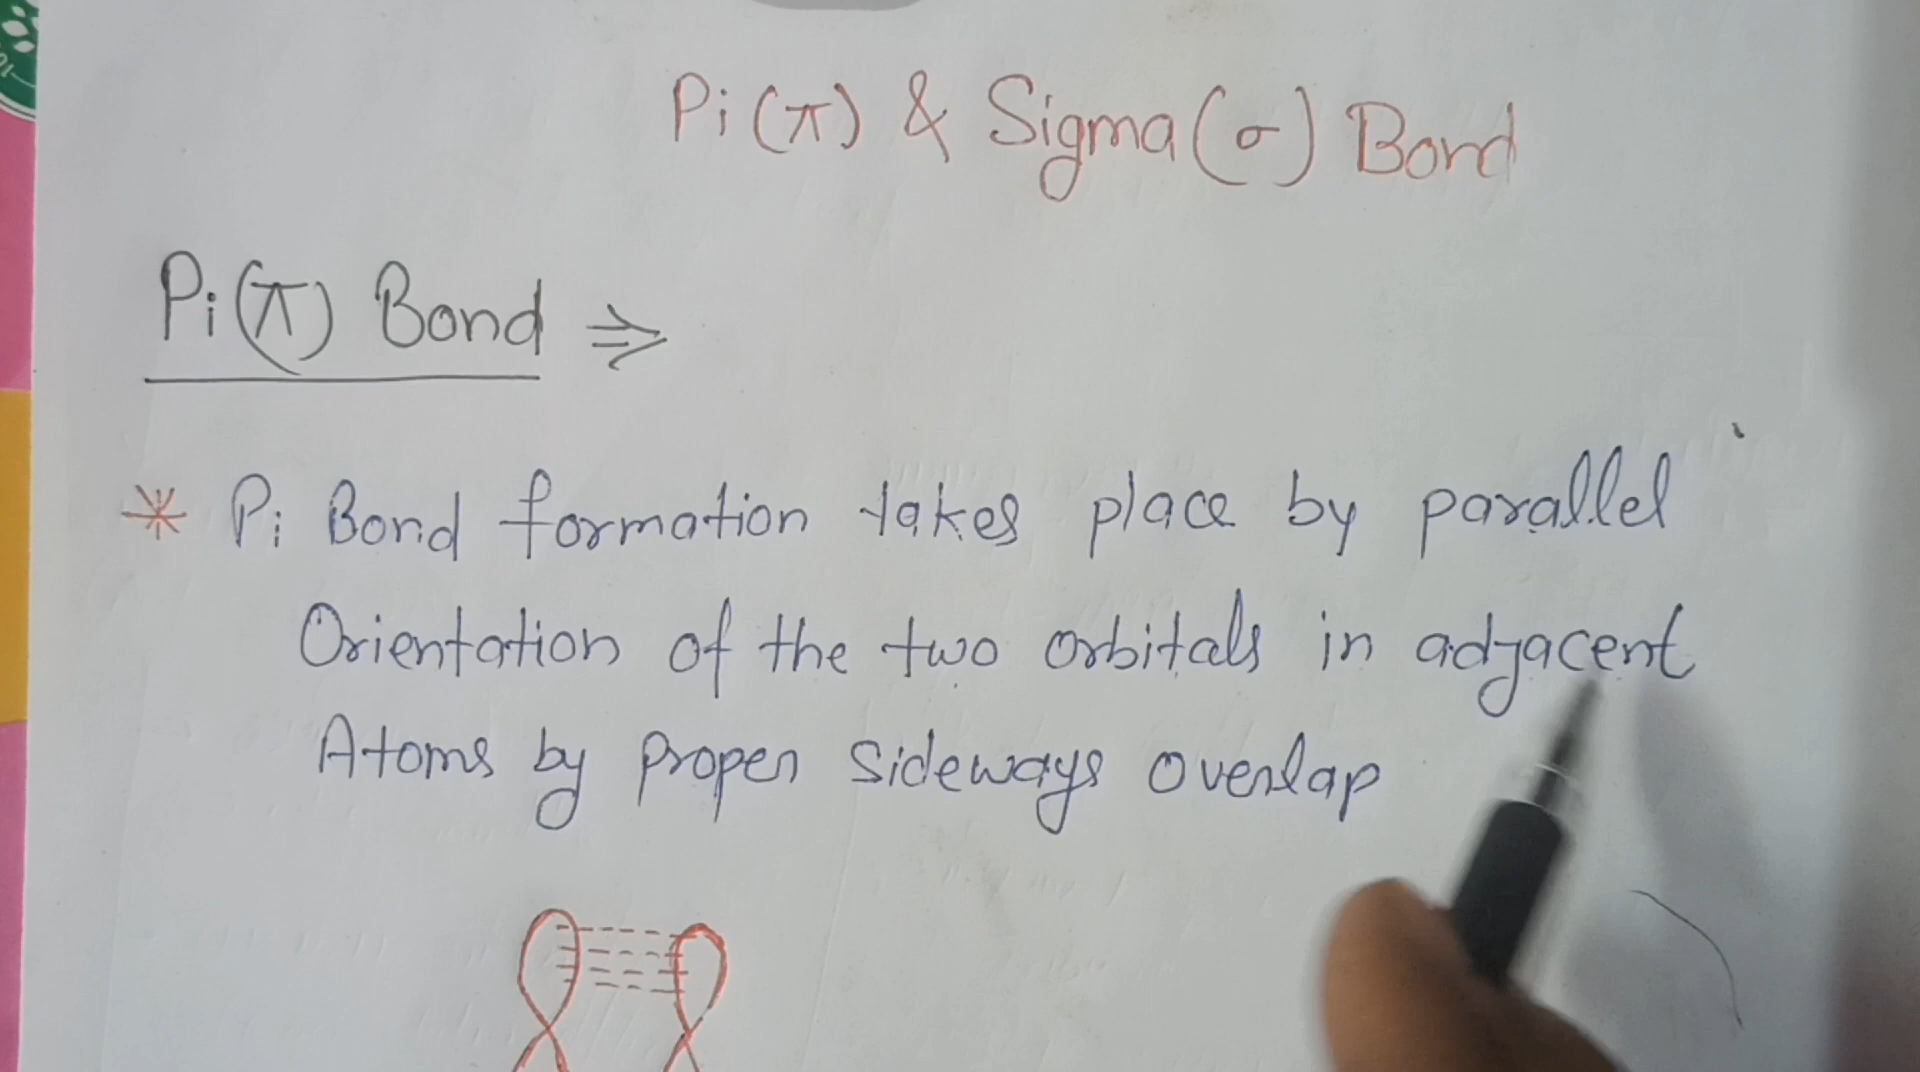 Pi (π) & Sigma (σ) Bond
Pi (π) Bond ⇒
* Pi Bond formation takes place by parallel
Orientation of the two orbitals in adjacent
Atoms by proper sideways overlap